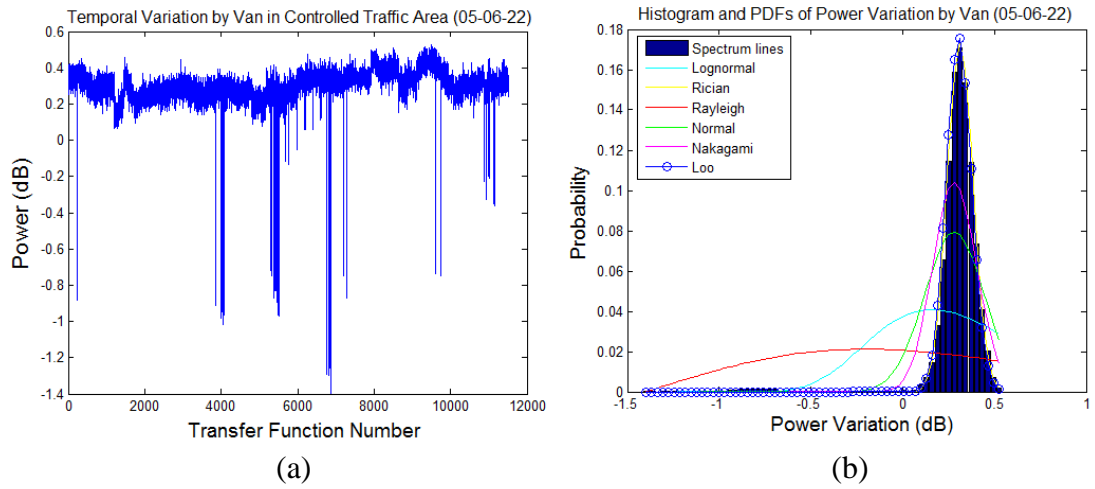 Temporal Variation by Van in Controlled Traffic Area (05-06-22)
0.6
0.4
0.2
0
-0.2
-0.4
-0.6
-0.8
-1
-1.2
-1.4
Power (dB)
0 2000 4000 6000 8000 10000 12000
Transfer Function Number
(a)
Histogram and PDFs of Power Variation by Van (05-06-22)
0.18
0.16
0.14
0.12
0.1
0.08
0.06
0.04
0.02
0
Probability
Spectrum lines
Lognormal
Rician
Rayleigh
Normal
Nakagami
Loo
-1.5 -1 -0.5 0 0.5 1
Power Variation (dB)
(b)